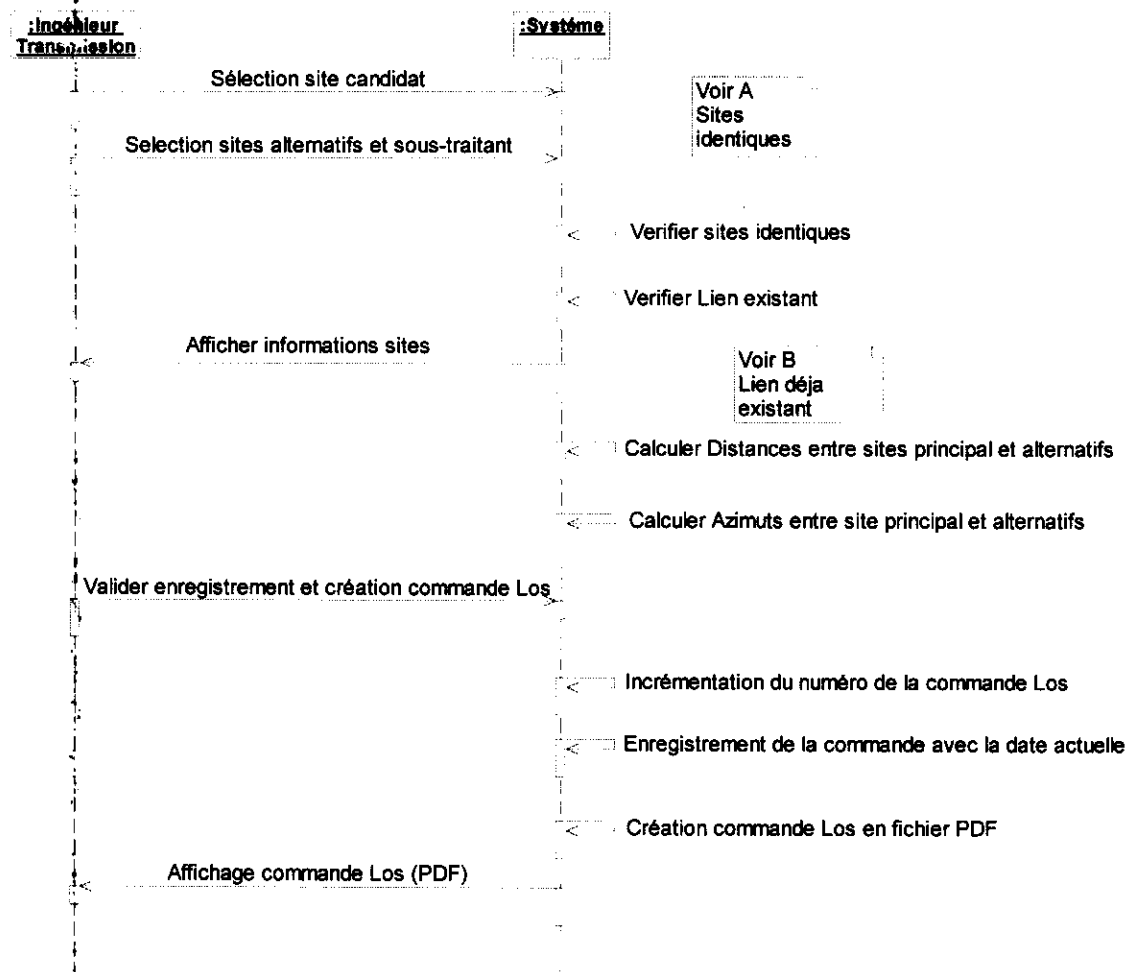 :Ingénieur
Transmission
:Systéme
Sélection site candidat
Voir A
Sites
identiques
Selection sites alternatifs et sous-traitant
Verifier sites identiques
Verifier Lien existant
Afficher informations sites
Voir B
Lien déja
existant
Calculer Distances entre sites principal et alternatifs
Calculer Azimuts entre site principal et alternatifs
Valider enregistrement et création commande Los
Incrémentation du numéro de la commande Los
Enregistrement de la commande avec la date actuelle
Création commande Los en fichier PDF
Affichage commande Los (PDF)